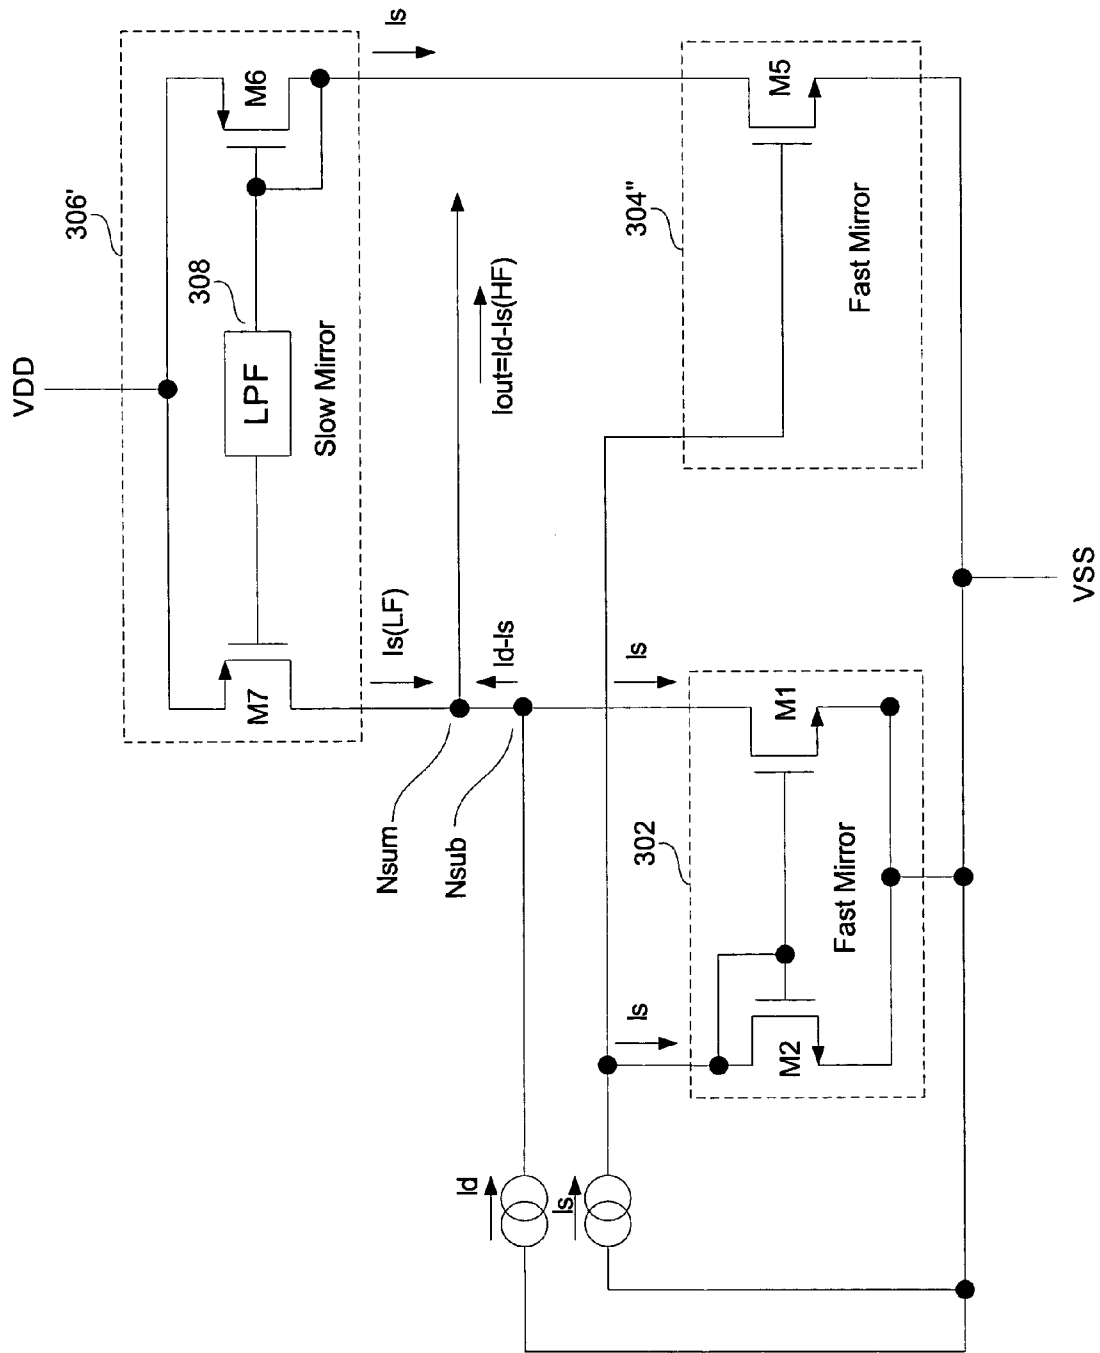 VDD
306'
308
LPF
Slow Mirror
M7
M6
Is
Is(LF)
Iout=Id-Is(HF)
Id-Is
Nsum
Nsub
Is
302
M1
Fast Mirror
M2
Is
304"
M5
Fast Mirror
Id
Is
VSS